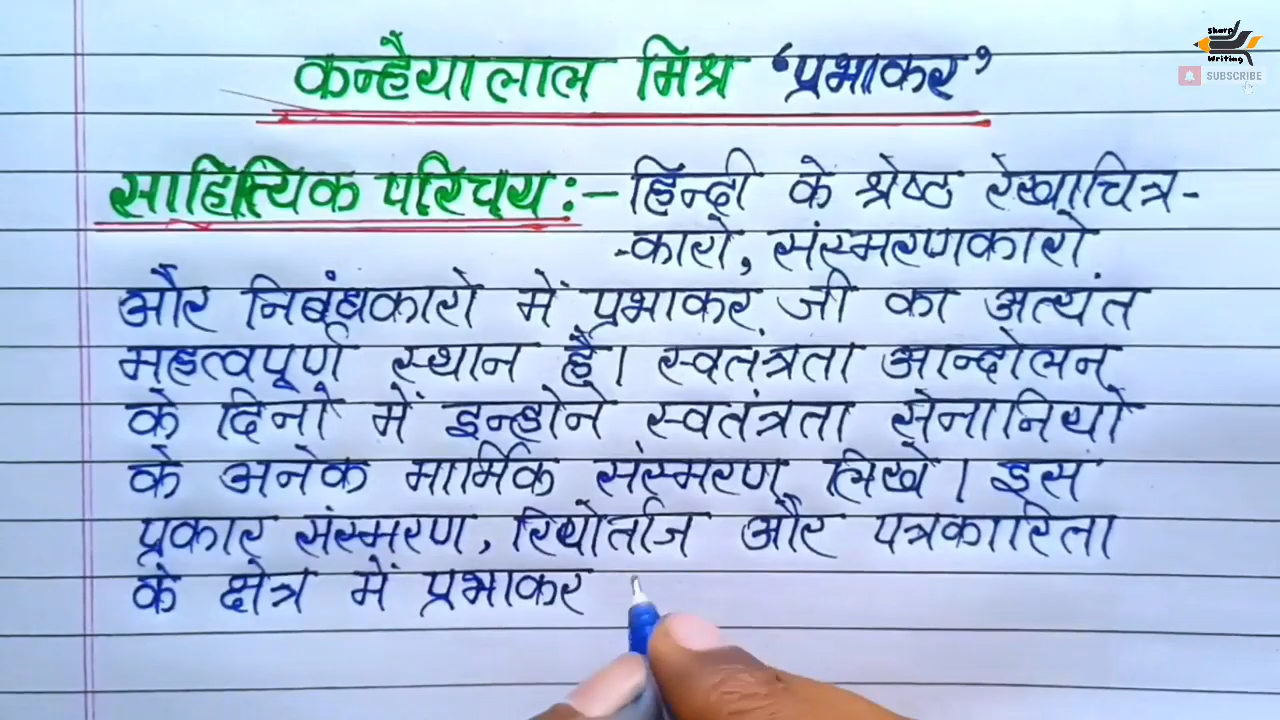 कन्हैयालाल मिश्र ‘प्रभाकर’
Sharp
Writing
SUBSCRIBE
साहित्यिक परिचय:- हिन्दी के श्रेष्ठ रेखाचित्र-
-कारो, संस्मरणकारो
और निबंधकारो में प्रभाकर जी का अत्यंत
महत्वपूर्ण स्थान है। स्वतंत्रता आन्दोलन
के दिनो में इन्होने स्वतंत्रता सेनानियो
के अनेक मार्मिक संस्मरण लिखे। इस
प्रकार संस्मरण, रिपोर्ताज और पत्रकारिता
के क्षेत्र में प्रभाकर